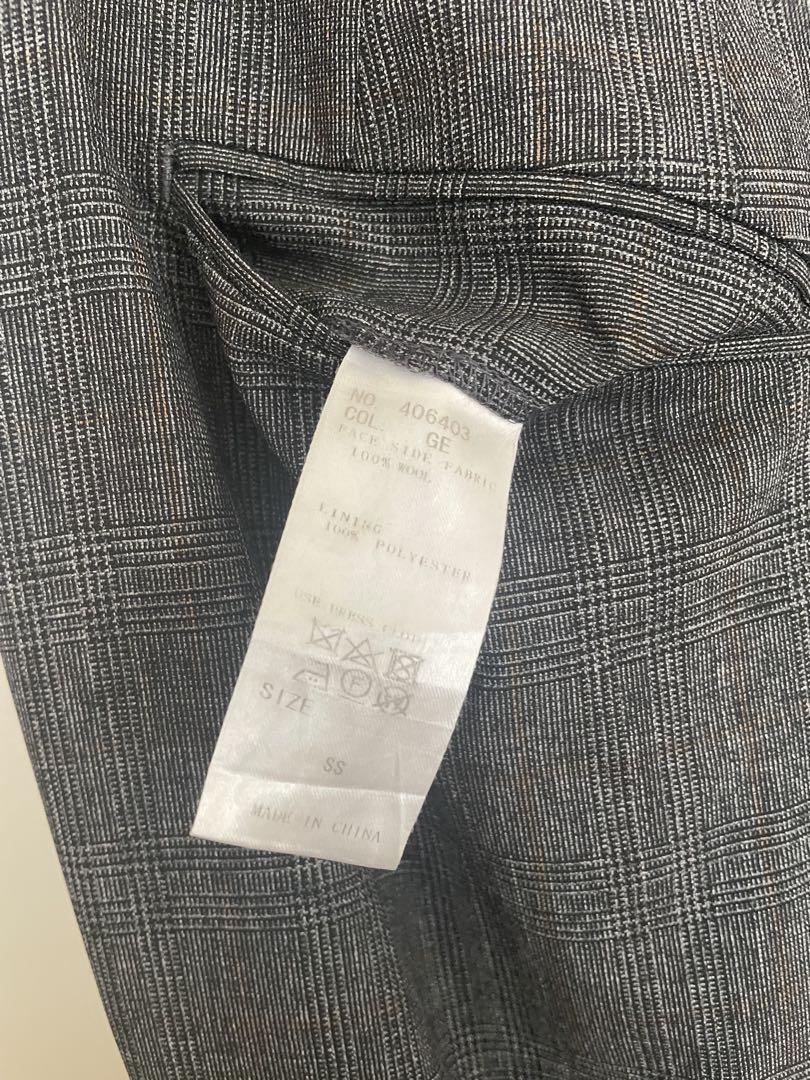 NO 406403
COL. GE
FACE SIDE FABRIC
100% WOOL
LINING
100% POLYESTER
USE PRESS CLOTH
F
SIZE
SS
MADE IN CHINA